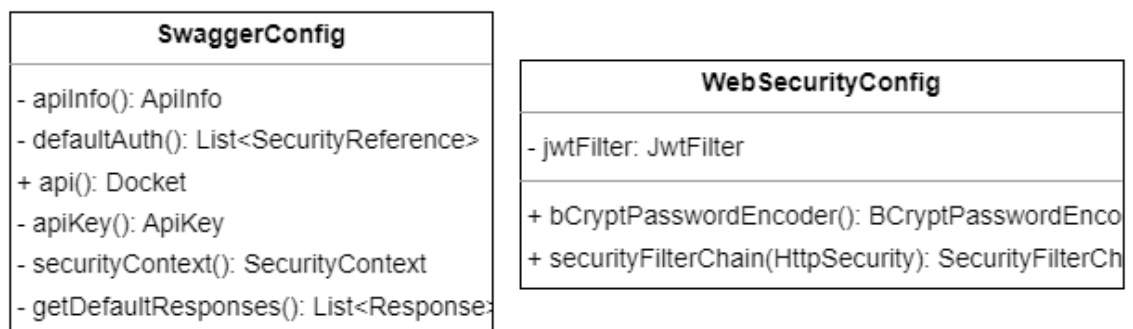 SwaggerConfig
- apiInfo(): ApiInfo
- defaultAuth(): List<SecurityReference>
+ api(): Docket
- apiKey(): ApiKey
- securityContext(): SecurityContext
- getDefaultResponses(): List<Response>
WebSecurityConfig
- jwtFilter: JwtFilter
+ bCryptPasswordEncoder(): BCryptPasswordEnco
+ securityFilterChain(HttpSecurity): SecurityFilterCh